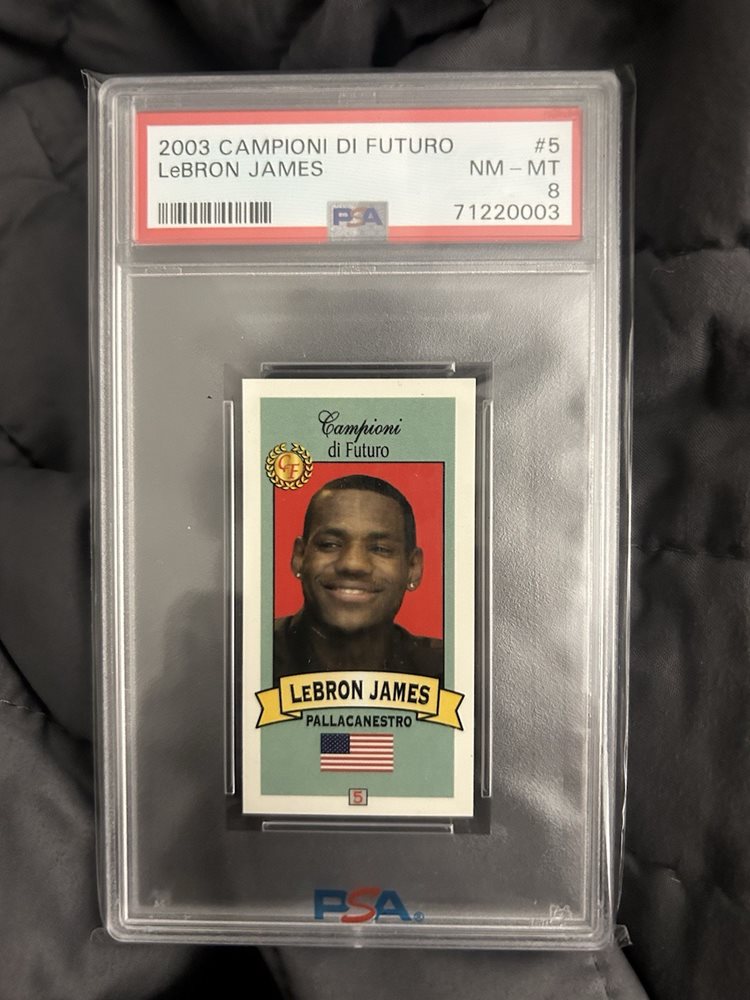 2003 CAMPIONI DI FUTURO #5
LeBRON JAMES NM - MT
8
PSA 71220003
Campioni
di Futuro
CF
LEBRON JAMES
PALLACANESTRO
5
PSA